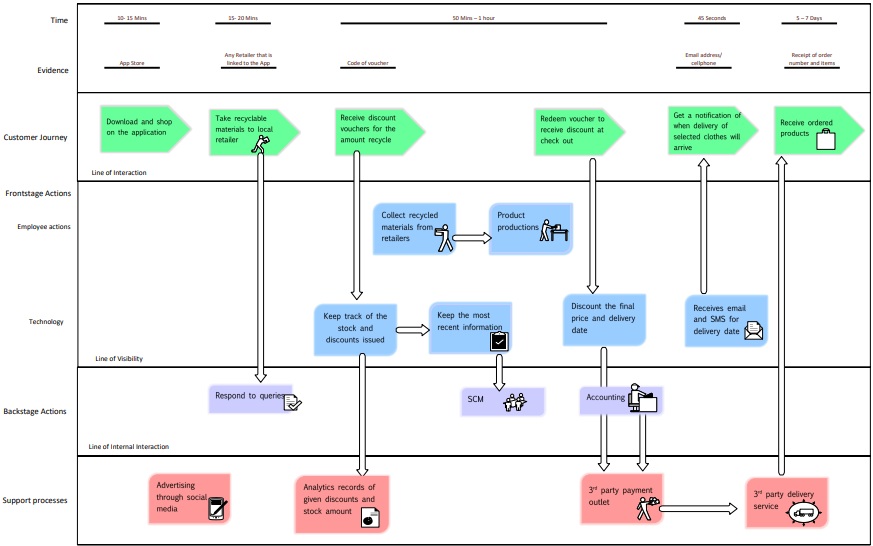 Time
10- 15 Mins
15- 20 Mins
50 Mins – 1 hour
45 Seconds
5 – 7 Days
Evidence
App Store
Any Retailer that is
linked to the App
Code of voucher
Email address/
cellphone
Receipt of order
number and items
Customer Journey
Download and shop
on the application
Take recyclable
materials to local
retailer
Receive discount
vouchers for the
amount recycle
Redeem voucher to
receive discount at
check out
Get a notification of
when delivery of
selected clothes will
arrive
Receive ordered
products
Line of Interaction
Frontstage Actions
Employee actions
Collect recycled
materials from
retailers
Product
productions
Technology
Keep track of the
stock and
discounts issued
Keep the most
recent information
Discount the final
price and delivery
date
Receives email
and SMS for
delivery date
Line of Visibility
Backstage Actions
Respond to queries
SCM
Accounting
Line of Internal Interaction
Support processes
Advertising
through social
media
Analytics records of
given discounts and
stock amount
3rd party payment
outlet
3rd party delivery
service